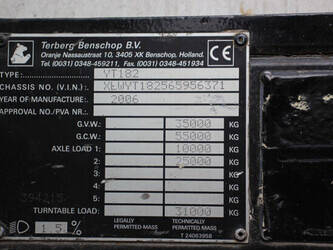 Terberg Benschop B.V.
Oranje Nassaustraat 10, 3405 XK Benschop, Holland.
Tel.(0031) 0348-459211, Fax. (0031) 0348-451934
CE
TYPE: YT182
CHASSIS NO. (V.I.N.) XLWYT182565956371
YEAR OF MANUFACTURE: 2006
APPROVAL NO./PVA NR.:
G.V.W.: 35000 KG
G.C.W.: 55000 KG
AXLE LOAD 1: 10000 KG
2: 25000 KG
3: KG
4: KG
5: KG
394215
TURNTABLE LOAD: 31000 KG
1.5 %
LEGALLY PERMITTED MASS
TECHNICALLY PERMITTED MASS
T 24063958